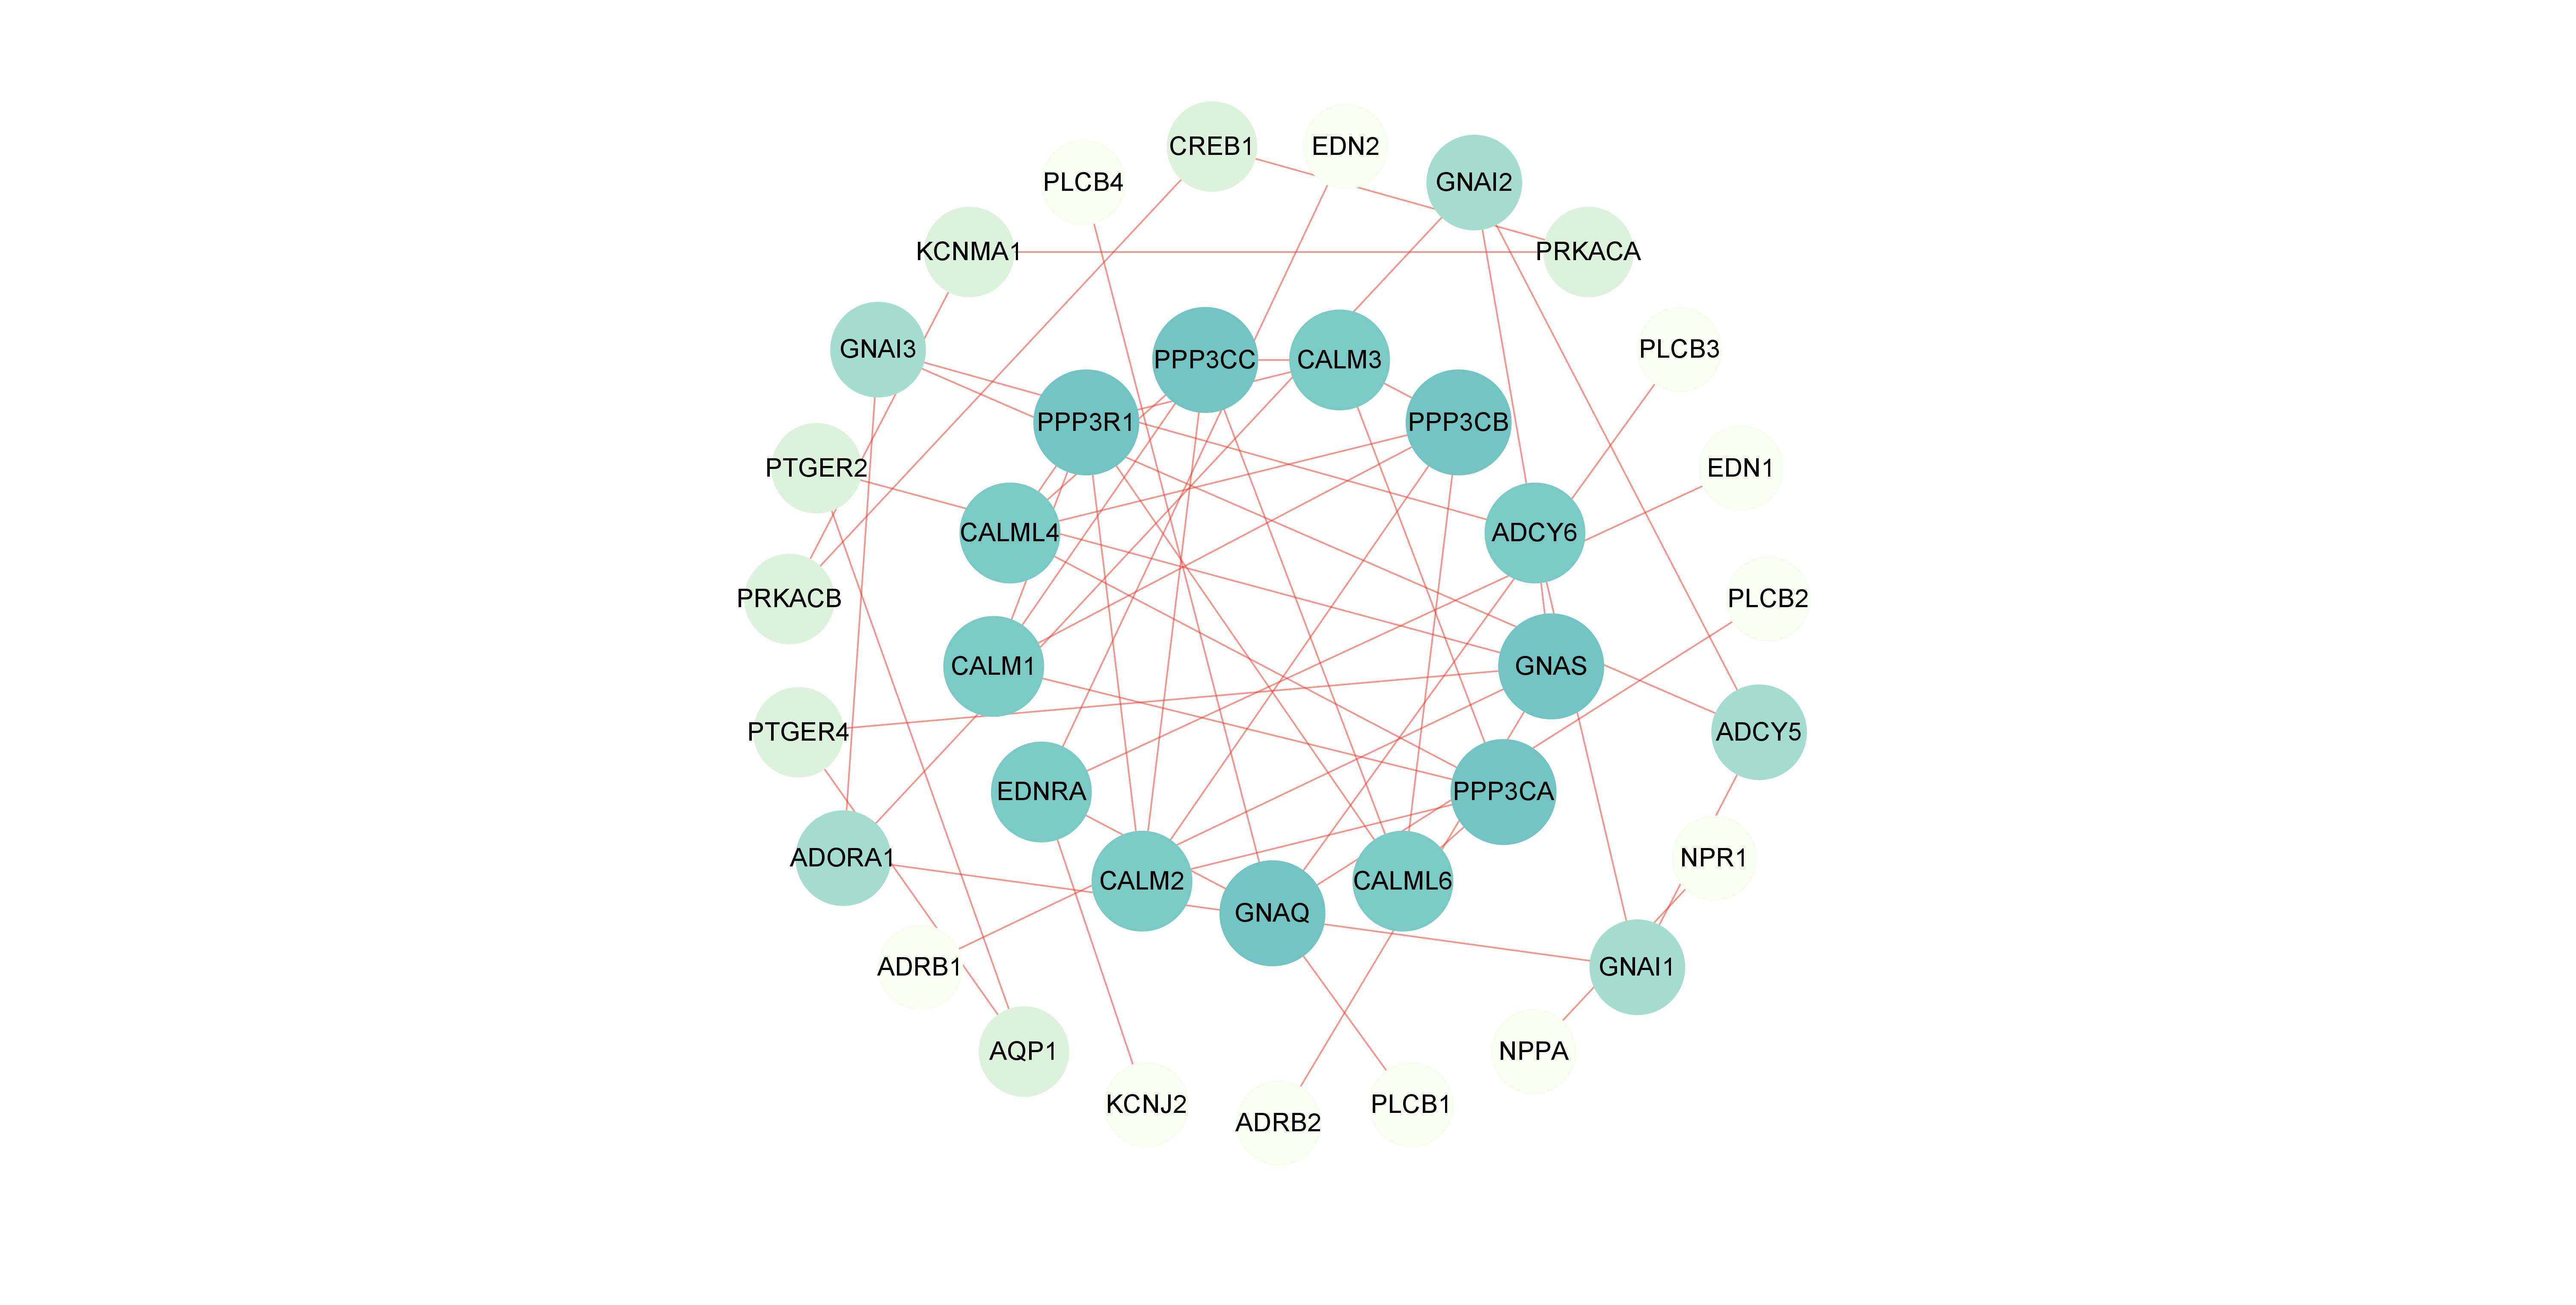 CREB1
EDN2
PLCB4
GNAI2
KCNMA1
PRKACA
GNAI3
PPP3CC
CALM3
PLCB3
PPP3R1
PPP3CB
PTGER2
EDN1
CALML4
ADCY6
PRKACB
PLCB2
CALM1
GNAS
PTGER4
ADCY5
EDNRA
PPP3CA
ADORA1
NPR1
CALM2
CALML6
GNAQ
ADRB1
GNAI1
AQP1
NPPA
KCNJ2
PLCB1
ADRB2